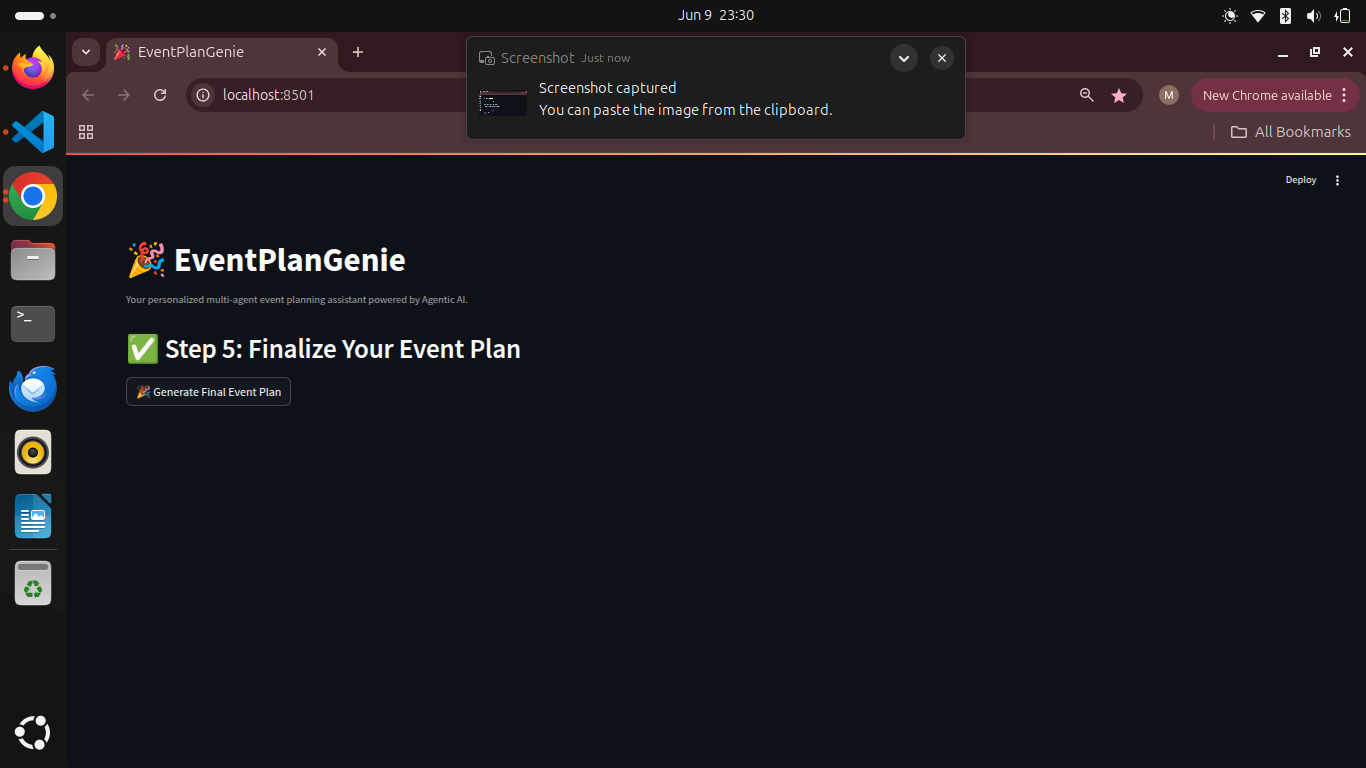 Jun 9 23:30
EventPlanGenie
Screenshot Just now
Screenshot captured
You can paste the image from the clipboard.
localhost:8501
M
New Chrome available
All Bookmarks
Deploy
EventPlanGenie
Your personalized multi-agent event planning assistant powered by Agentic AI.
Step 5: Finalize Your Event Plan
Generate Final Event Plan